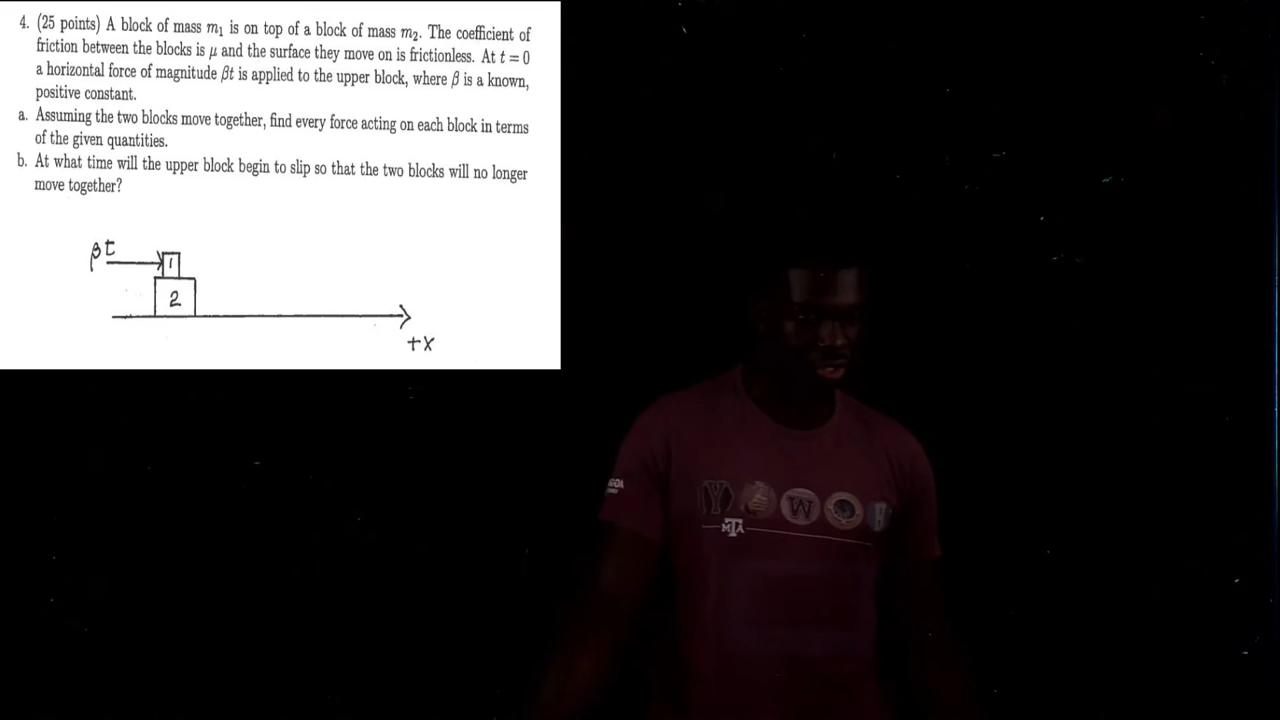 4. (25 points) A block of mass m₁ is on top of a block of mass m₂. The coefficient of
friction between the blocks is μ and the surface they move on is frictionless. At t = 0
a horizontal force of magnitude βt is applied to the upper block, where β is a known,
positive constant.
a. Assuming the two blocks move together, find every force acting on each block in terms
of the given quantities.
b. At what time will the upper block begin to slip so that the two blocks will no longer
move together?
βt
1
2
+x
Y
W
ATM